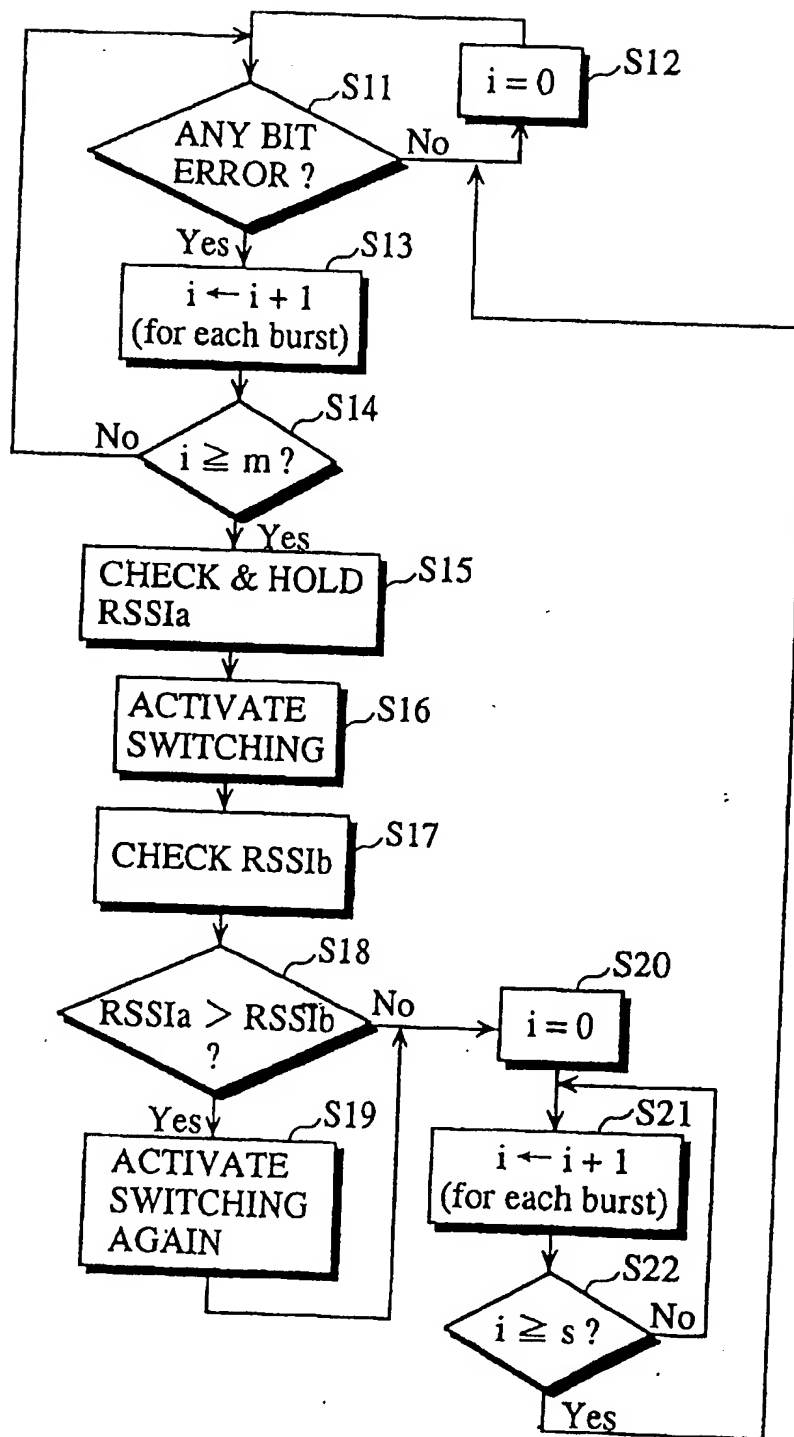 i = 0
S12
S11
ANY BIT
ERROR ?
No
Yes
S13
i ← i + 1
(for each burst)
S14
No
i ≧ m ?
Yes
CHECK & HOLD
RSSIa
S15
ACTIVATE
SWITCHING
S16
CHECK RSSIb
S17
S18
RSSIa > RSSIb
?
No
S20
i = 0
Yes
S19
ACTIVATE
SWITCHING
AGAIN
S21
i ← i + 1
(for each burst)
S22
i ≧ s ?
No
Yes